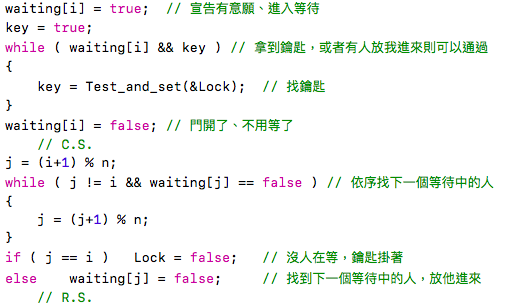 waiting[i] = true;  // 宣告有意願、進入等待
key = true;
while ( waiting[i] && key ) // 拿到鑰匙，或者有人放我進來則可以通過
{
    key = Test_and_set(&Lock);  // 找鑰匙
}
waiting[i] = false; // 門開了、不用等了
    // C.S.
j = (i+1) % n;
while ( j != i && waiting[j] == false ) // 依序找下一個等待中的人
{
    j = (j+1) % n;
}
if ( j == i )   Lock = false;   // 沒人在等，鑰匙掛著
else    waiting[j] = false;     // 找到下一個等待中的人，放他進來
    // R.S.